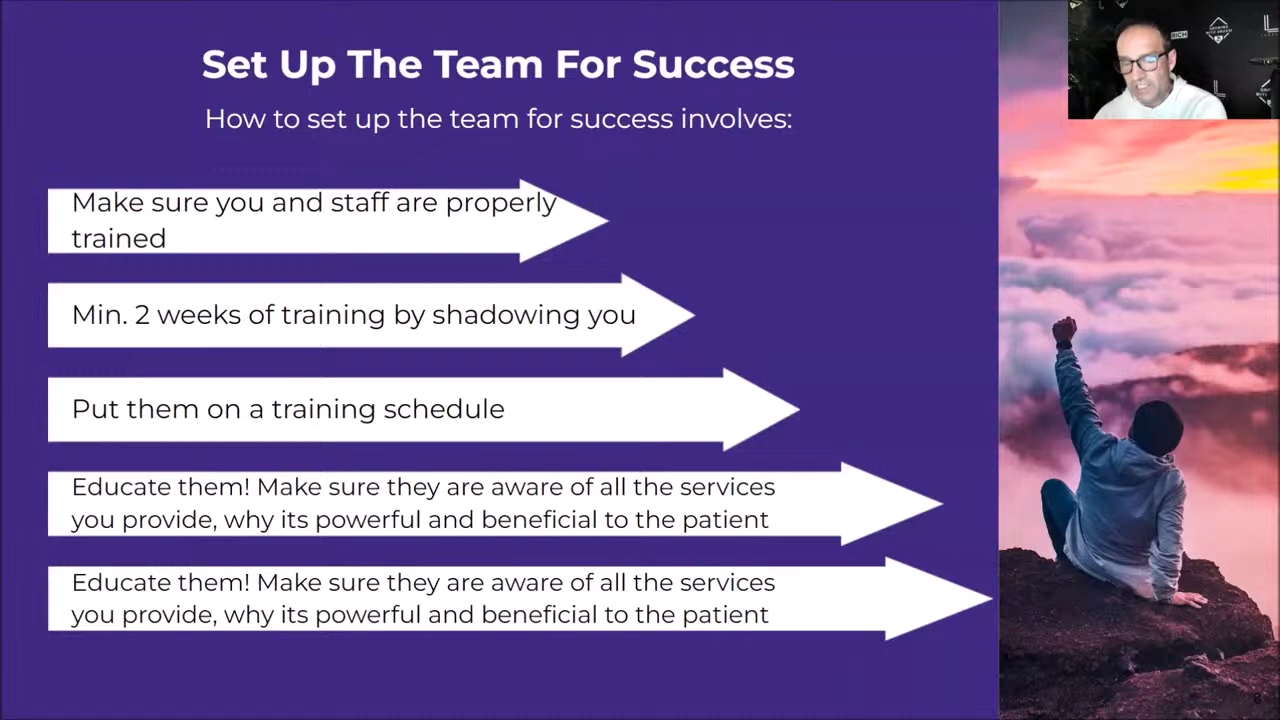 Set Up The Team For Success
How to set up the team for success involves:
Make sure you and staff are properly
trained
Min. 2 weeks of training by shadowing you
Put them on a training schedule
Educate them! Make sure they are aware of all the services
you provide, why its powerful and beneficial to the patient
Educate them! Make sure they are aware of all the services
you provide, why its powerful and beneficial to the patient
RICH
8